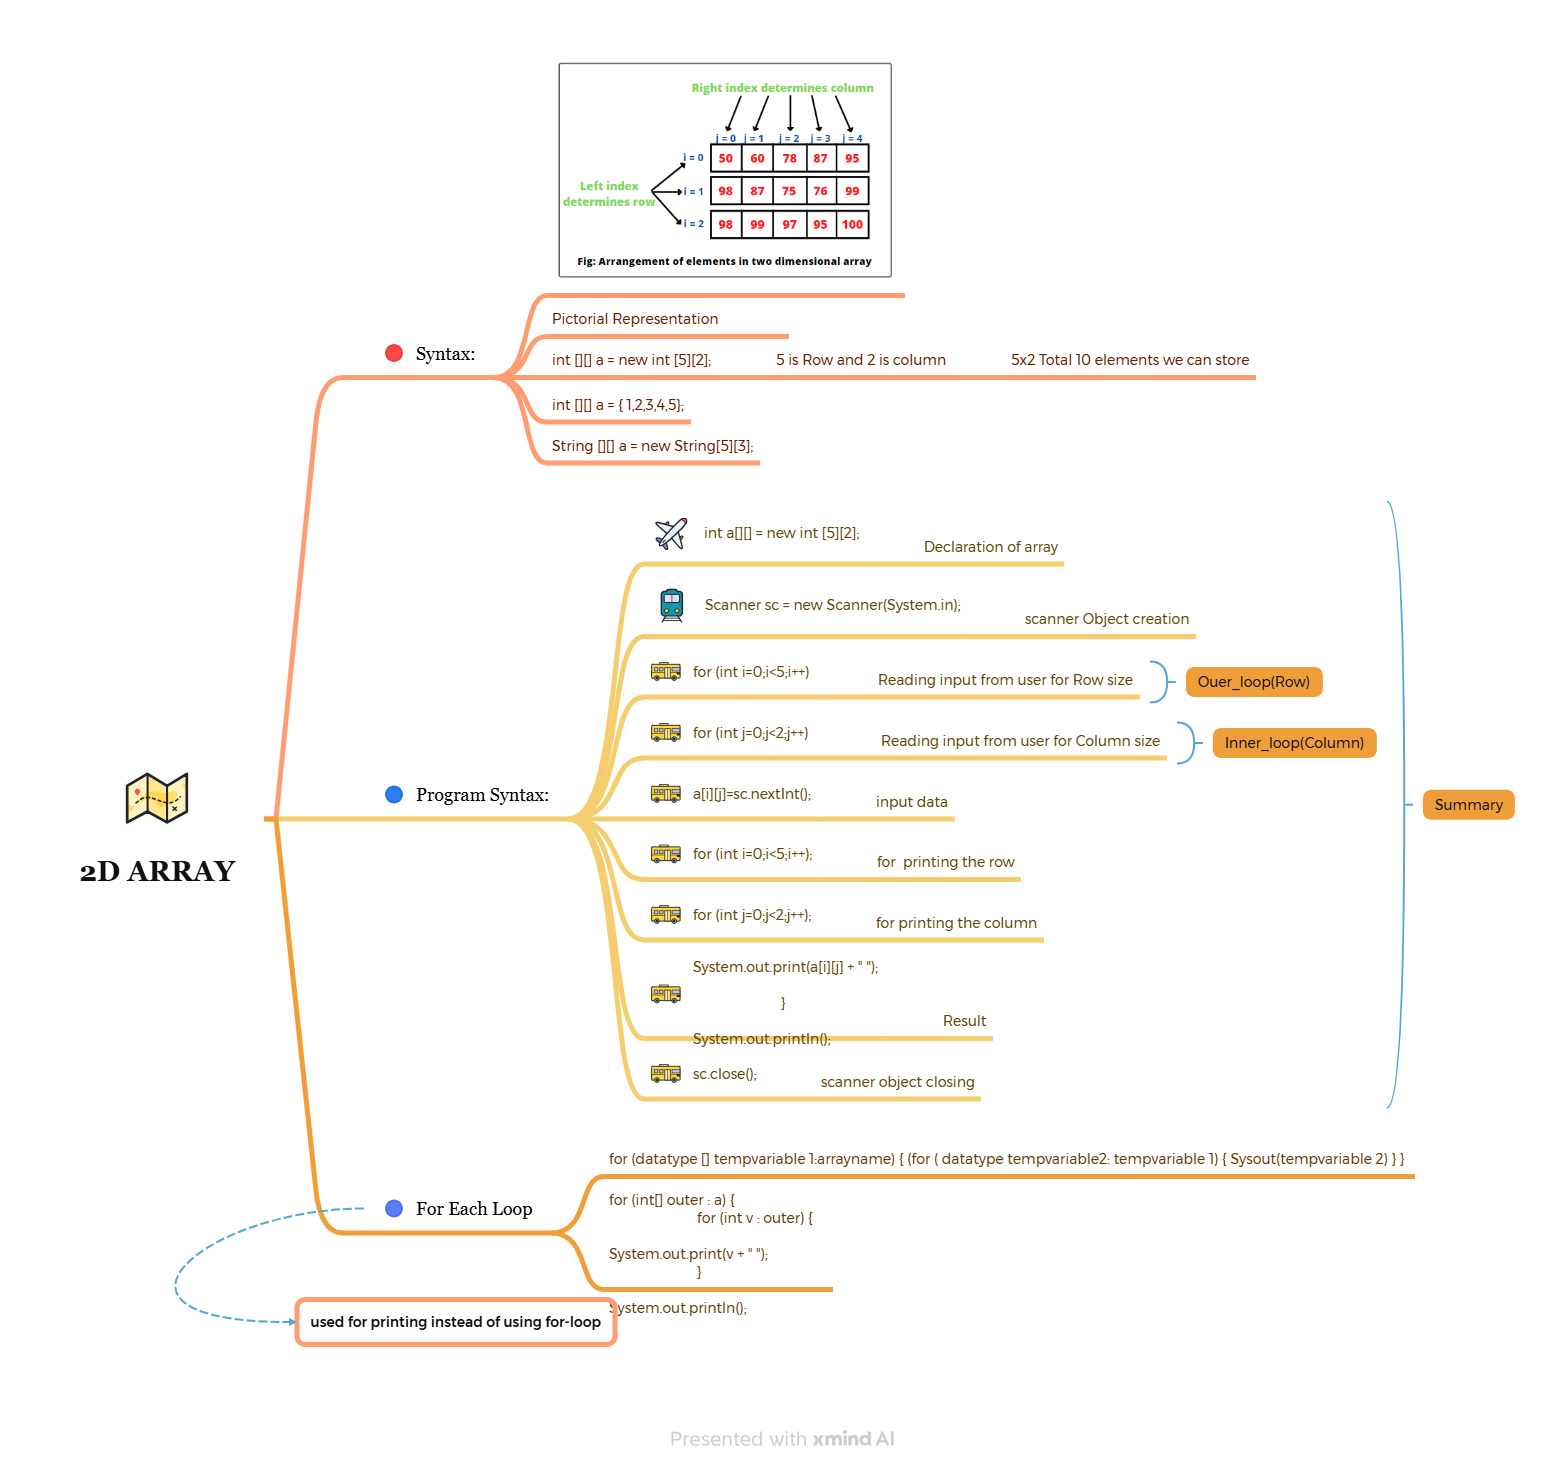 Right index determines column
j = 0 j = 1 j = 2 j = 3 j = 4
i = 0 50 60 78 87 95
Left index
determines row
i = 1 98 87 75 76 99
i = 2 98 99 97 95 100
Fig: Arrangement of elements in two dimensional array
Syntax:
Pictorial Representation
int [][] a = new int [5][2]; 5 is Row and 2 is column 5x2 Total 10 elements we can store
int [][] a = { 1,2,3,4,5};
String [][] a = new String[5][3];
2D ARRAY
Program Syntax:
int a[][] = new int [5][2]; Declaration of array
Scanner sc = new Scanner(System.in); scanner Object creation
for (int i=0;i<5;i++) Reading input from user for Row size Ouer_loop(Row)
for (int j=0;j<2;j++) Reading input from user for Column size Inner_loop(Column)
a[i][j]=sc.nextInt(); input data
Summary
for (int i=0;i<5;i++); for  printing the row
for (int j=0;j<2;j++); for printing the column
System.out.print(a[i][j] + " ");
}
System.out.println();
Result
sc.close(); scanner object closing
For Each Loop
for (datatype [] tempvariable 1:arrayname) { (for ( datatype tempvariable2: tempvariable 1) { Sysout(tempvariable 2) } }
for (int[] outer : a) {
for (int v : outer) {
System.out.print(v + " ");
}
System.out.println();
used for printing instead of using for-loop
Presented with xmind AI